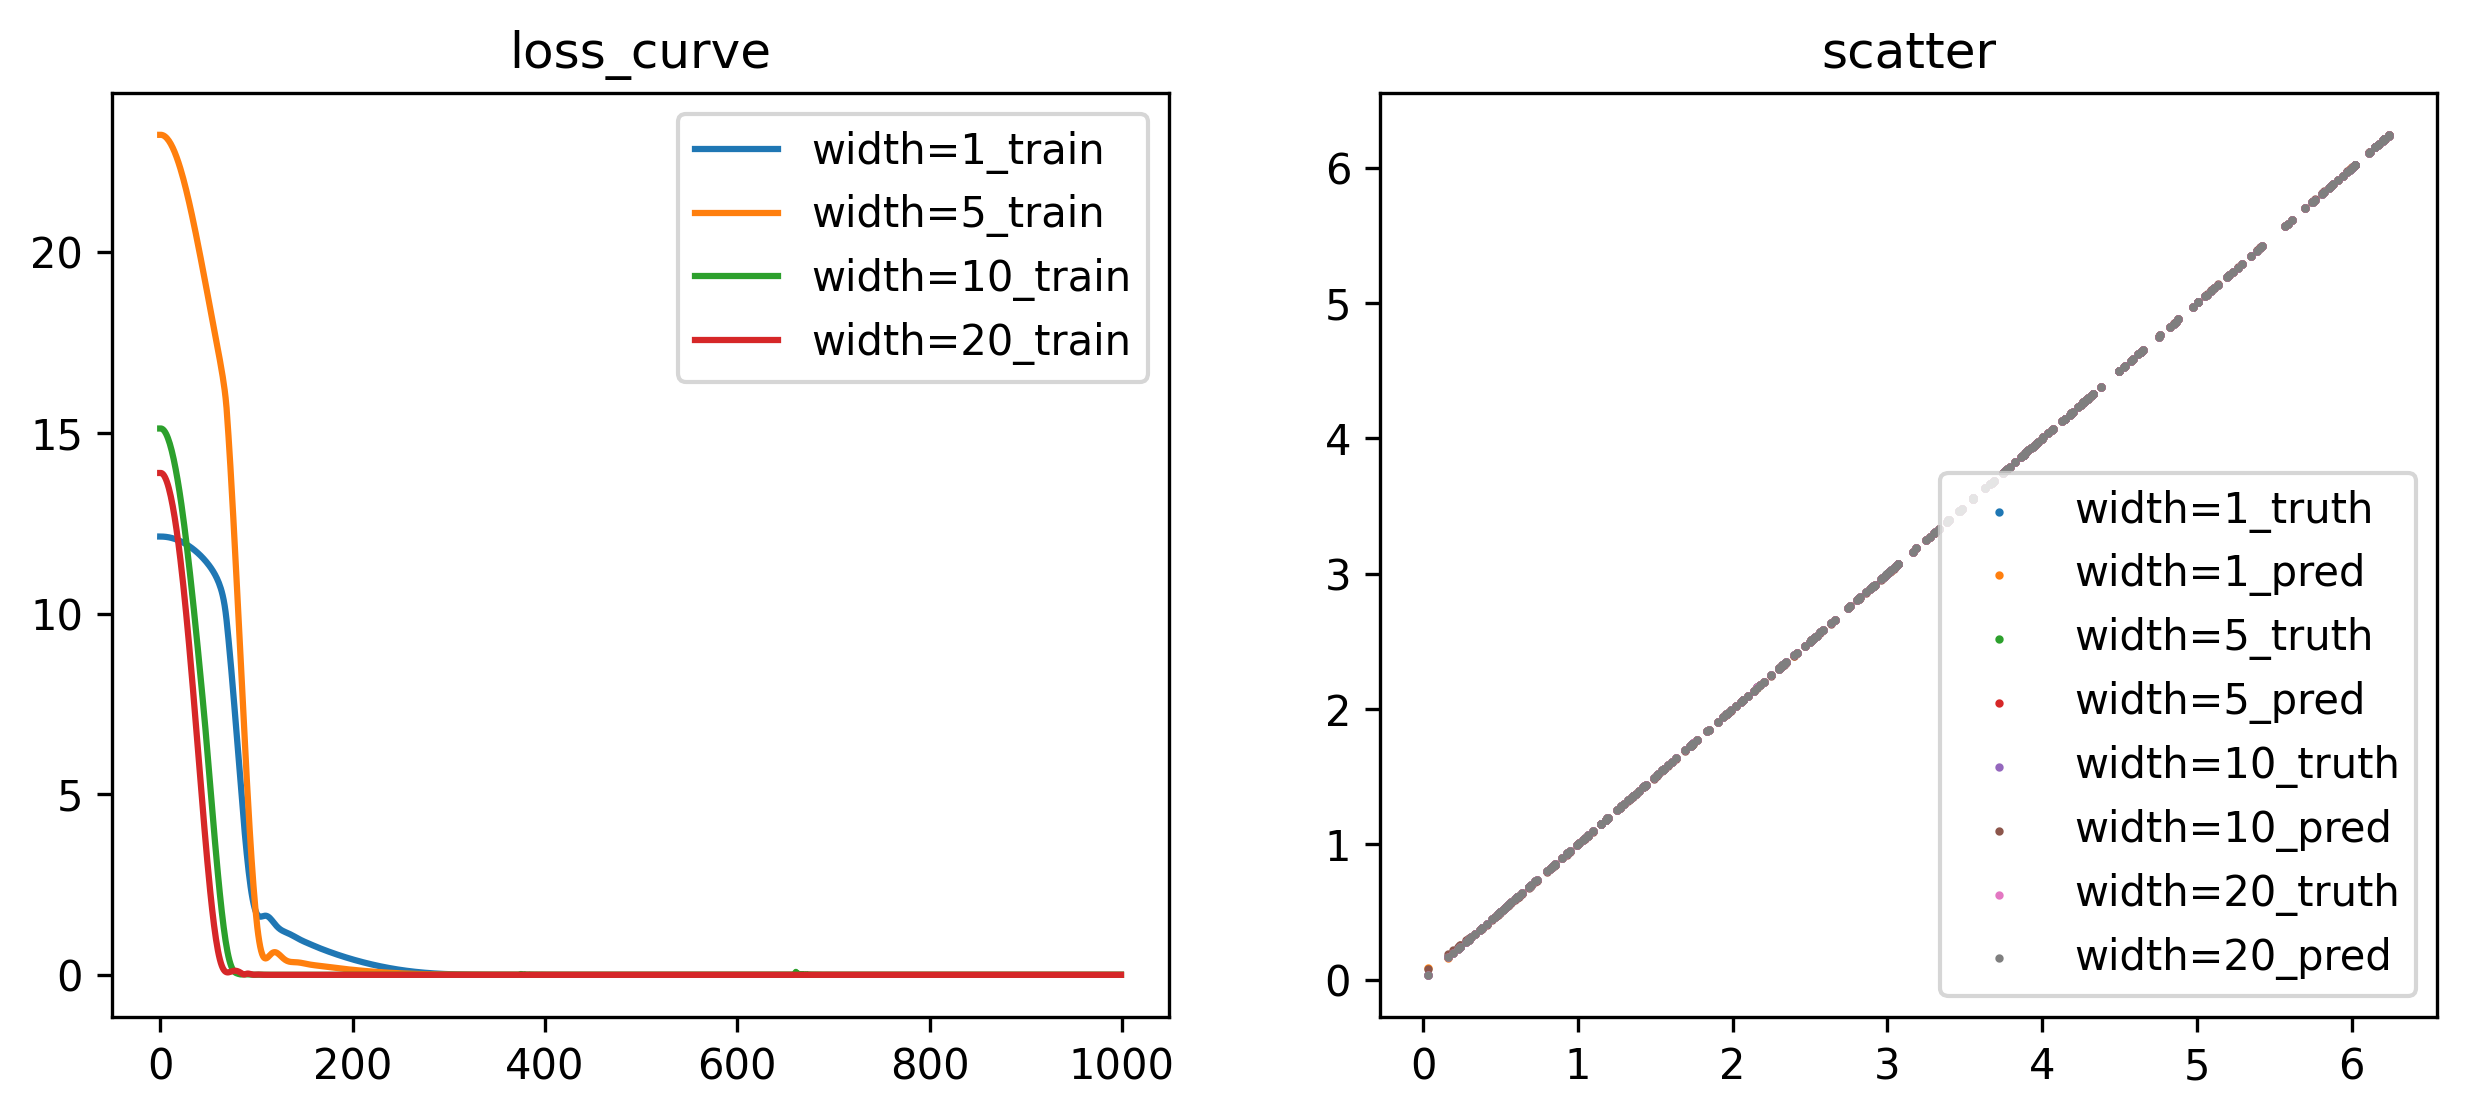 loss_curve
width=1_train
width=5_train
width=10_train
width=20_train
20
15
10
5
0
0 200 400 600 800 1000
scatter
6
5
4
3
2
1
0
width=1_truth
width=1_pred
width=5_truth
width=5_pred
width=10_truth
width=10_pred
width=20_truth
width=20_pred
0 1 2 3 4 5 6